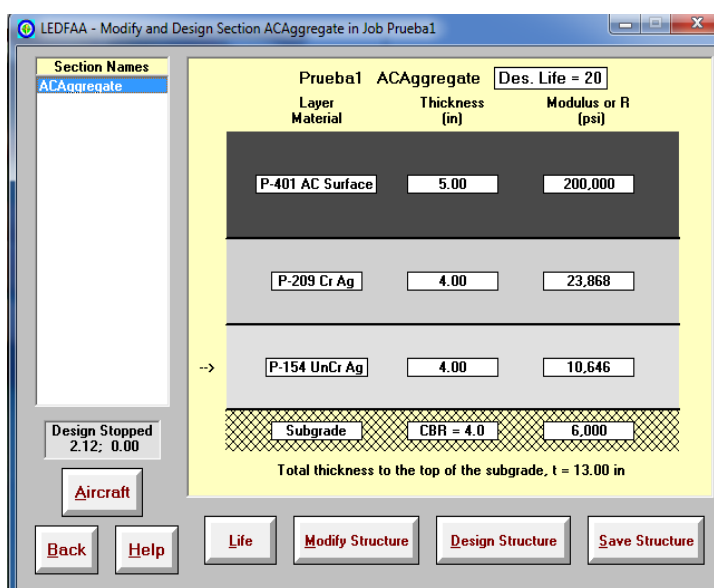 LEDFAA - Modify and Design Section ACAggregate in Job Prueba1
Section Names
ACAggregate
Prueba1 ACAggregate Des. Life = 20
Layer Material Thickness (in) Modulus or R (psi)
P-401 AC Surface 5.00 200,000
P-209 Cr Ag 4.00 23,868
--> P-154 UnCr Ag 4.00 10,646
Subgrade CBR = 4.0 6,000
Total thickness to the top of the subgrade, t = 13.00 in
Design Stopped
2.12; 0.00
Aircraft
Back Help
Life Modify Structure Design Structure Save Structure